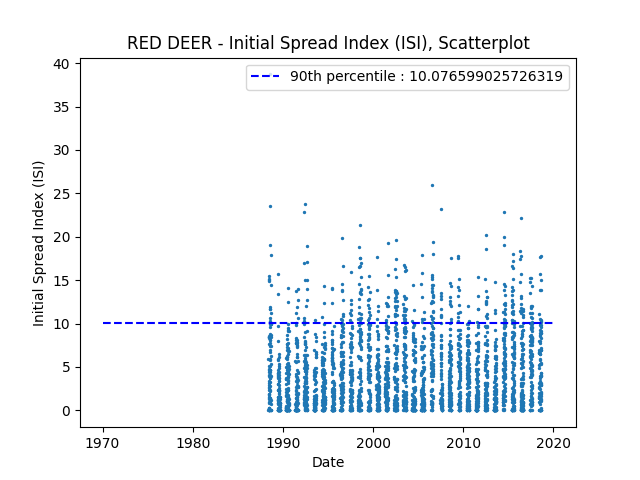 RED DEER - Initial Spread Index (ISI), Scatterplot
90th percentile : 10.076599025726319
Initial Spread Index (ISI)
40
35
30
25
20
15
10
5
0
1970 1980 1990 2000 2010 2020
Date